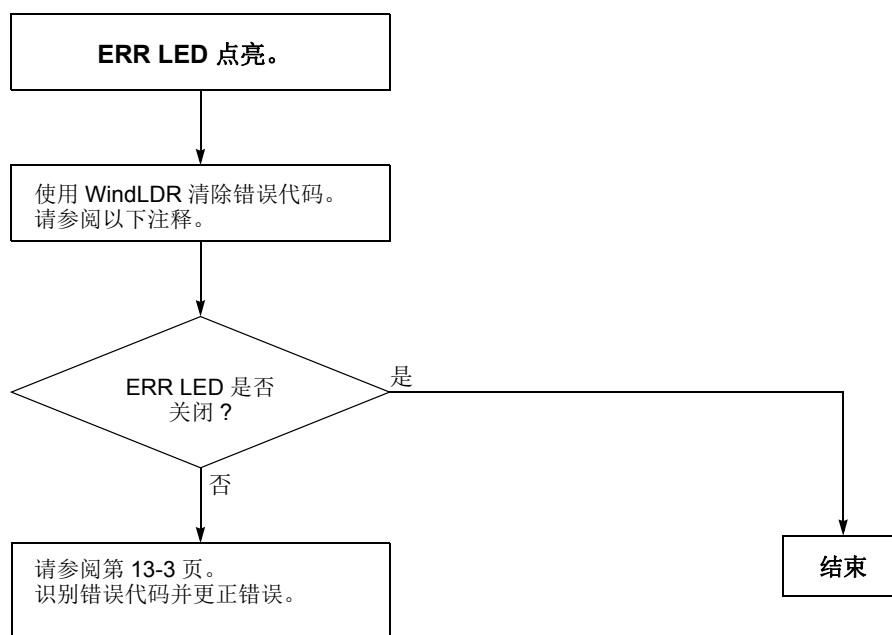 ERR LED 点亮。
使用 WindLDR 清除错误代码。
请参阅以下注释。
ERR LED 是否
关闭?
是
否
请参阅第 13-3 页。
识别错误代码并更正错误。
结束